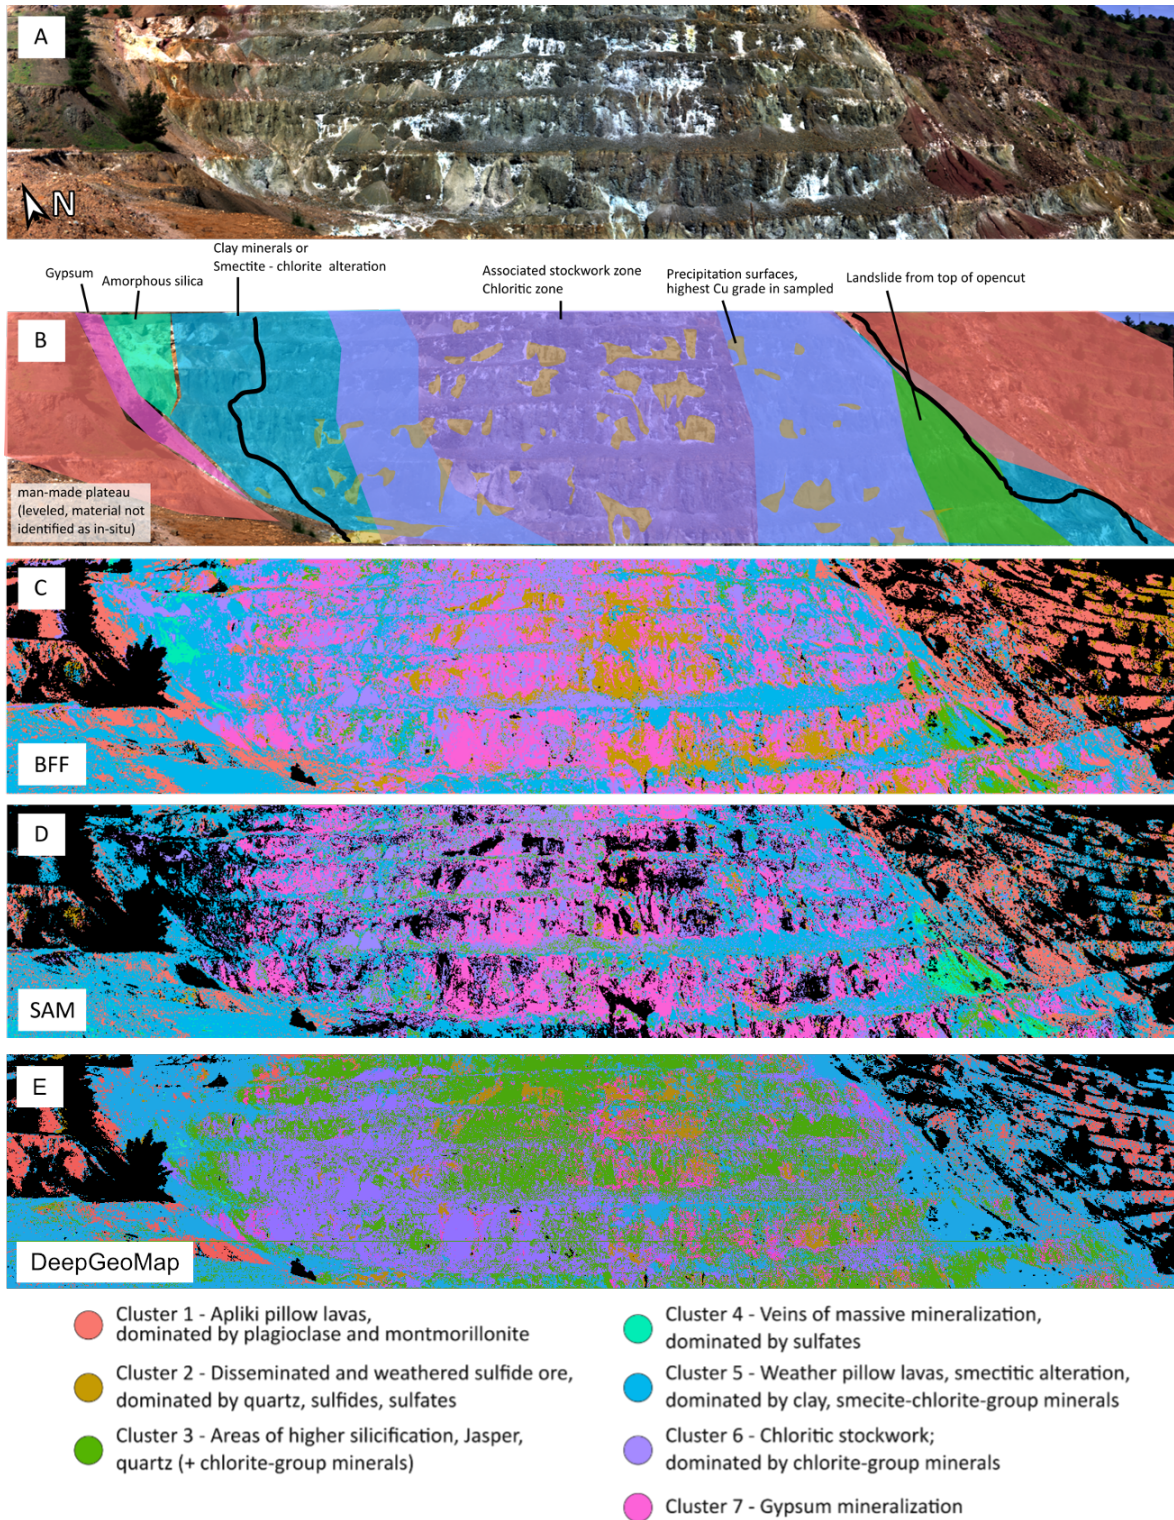 A
N
Clay minerals or
Smectite - chlorite alteration
Gypsum
Amorphous silica
Associated stockwork zone
Chloritic zone
Precipitation surfaces,
highest Cu grade in sampled
Landslide from top of opencut
B
man-made plateau
(leveled, material not
identified as in-situ)
C
BFF
D
SAM
E
DeepGeoMap
Cluster 1 - Apliki pillow lavas,
dominated by plagioclase and montmorillonite
Cluster 2 - Disseminated and weathered sulfide ore,
dominated by quartz, sulfides, sulfates
Cluster 3 - Areas of higher silicification, Jasper,
quartz (+ chlorite-group minerals)
Cluster 4 - Veins of massive mineralization,
dominated by sulfates
Cluster 5 - Weather pillow lavas, smectitic alteration,
dominated by clay, smecite-chlorite-group minerals
Cluster 6 - Chloritic stockwork;
dominated by chlorite-group minerals
Cluster 7 - Gypsum mineralization